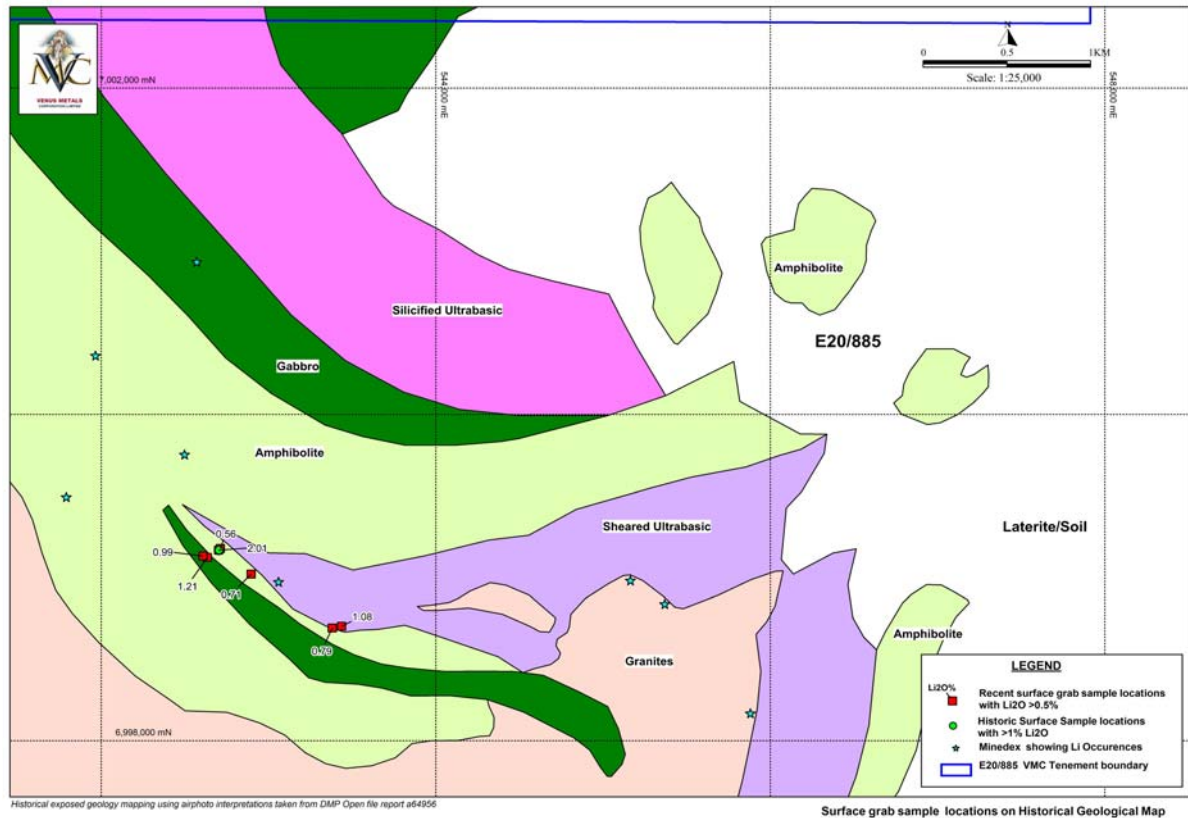 VMC
VENUS METALS
CORPORATION LIMITED
7,002,000 mN
544000 mE
548000 mE
N
0 0.5 1KM
Scale: 1:25,000
Amphibolite
Silicified Ultrabasic
E20/885
Gabbro
Amphibolite
Sheared Ultrabasic
Laterite/Soil
0.56
0.99
2.01
1.21
0.71
1.08
0.79
Granites
Amphibolite
6,998,000 mN
LEGEND
Li2O%
Recent surface grab sample locations
with Li2O >0.5%
Historic Surface Sample locations
with >1% Li2O
Minedex showing Li Occurences
E20/885 VMC Tenement boundary
Historical exposed geology mapping using airphoto interpretations taken from DMP Open file report a64956
Surface grab sample locations on Historical Geological Map